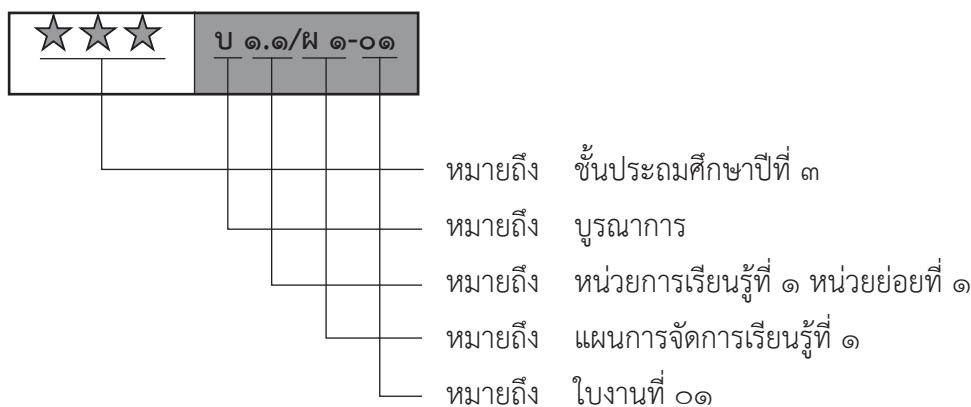 บ ๑.๑/ผ ๑-๐๑
หมายถึง ชั้นประถมศึกษาปีที่ ๓
หมายถึง บูรณาการ
หมายถึง หน่วยการเรียนรู้ที่ ๑ หน่วยย่อยที่ ๑
หมายถึง แผนการจัดการเรียนรู้ที่ ๑
หมายถึง ใบงานที่ ๐๑